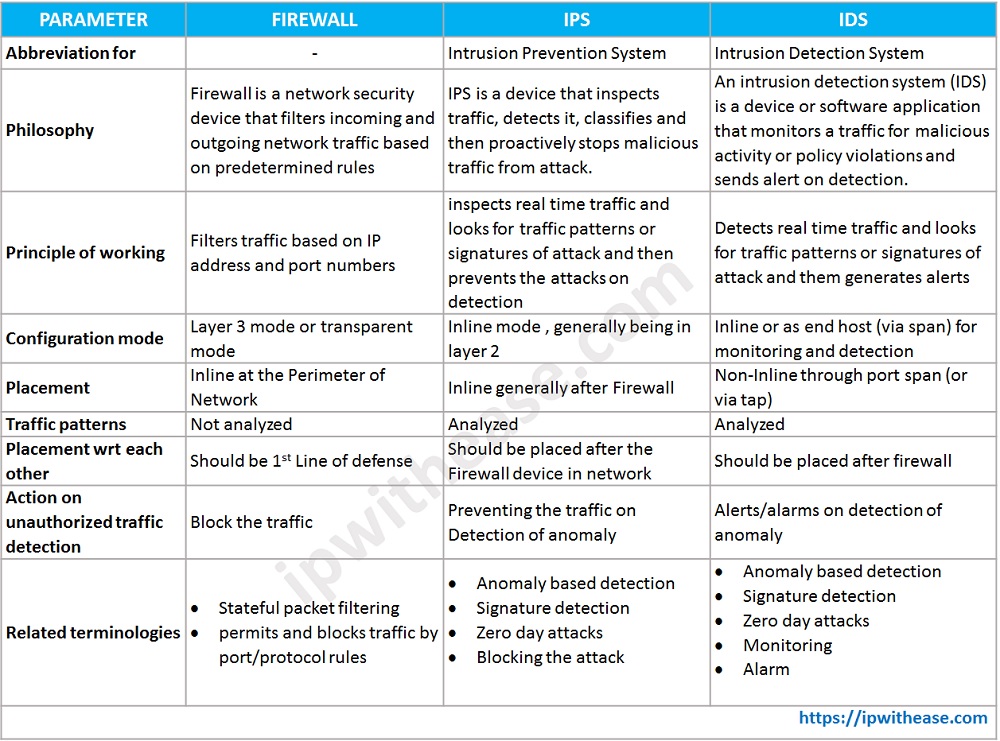 PARAMETER FIREWALL IPS IDS
Abbreviation for - Intrusion Prevention System Intrusion Detection System
Philosophy
Firewall is a network security
device that filters incoming and
outgoing network traffic based
on predetermined rules
IPS is a device that inspects
traffic, detects it, classifies and
then proactively stops malicious
traffic from attack.
An intrusion detection system (IDS)
is a device or software application
that monitors a traffic for malicious
activity or policy violations and
sends alert on detection.
Principle of working
Filters traffic based on IP
address and port numbers
inspects real time traffic and
looks for traffic patterns or
signatures of attack and then
prevents the attacks on
detection
Detects real time traffic and looks
for traffic patterns or signatures of
attack and them generates alerts
Configuration mode
Layer 3 mode or transparent
mode
Inline mode , generally being in
layer 2
Inline or as end host (via span) for
monitoring and detection
Placement
Inline at the Perimeter of
Network
Inline generally after Firewall
Non-Inline through port span (or
via tap)
Traffic patterns Not analyzed Analyzed Analyzed
Placement wrt each
other
Should be 1st Line of defense
Should be placed after the
Firewall device in network
Should be placed after firewall
Action on
unauthorized traffic
detection
Block the traffic
Preventing the traffic on
Detection of anomaly
Alerts/alarms on detection of
anomaly
Related terminologies
• Stateful packet filtering
• permits and blocks traffic by
port/protocol rules
• Anomaly based detection
• Signature detection
• Zero day attacks
• Blocking the attack
• Anomaly based detection
• Signature detection
• Zero day attacks
• Monitoring
• Alarm
https://ipwithease.com
ipwithease.com